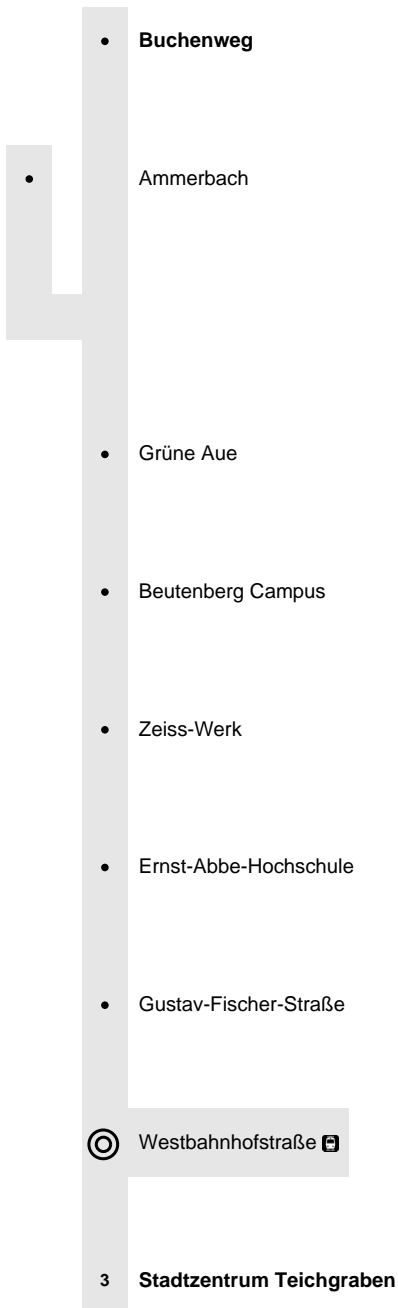 Buchenweg
Ammerbach
Grüne Aue
Beutenberg Campus
Zeiss-Werk
Ernst-Abbe-Hochschule
Gustav-Fischer-Straße
Westbahnhofstraße
3 Stadtzentrum Teichgraben